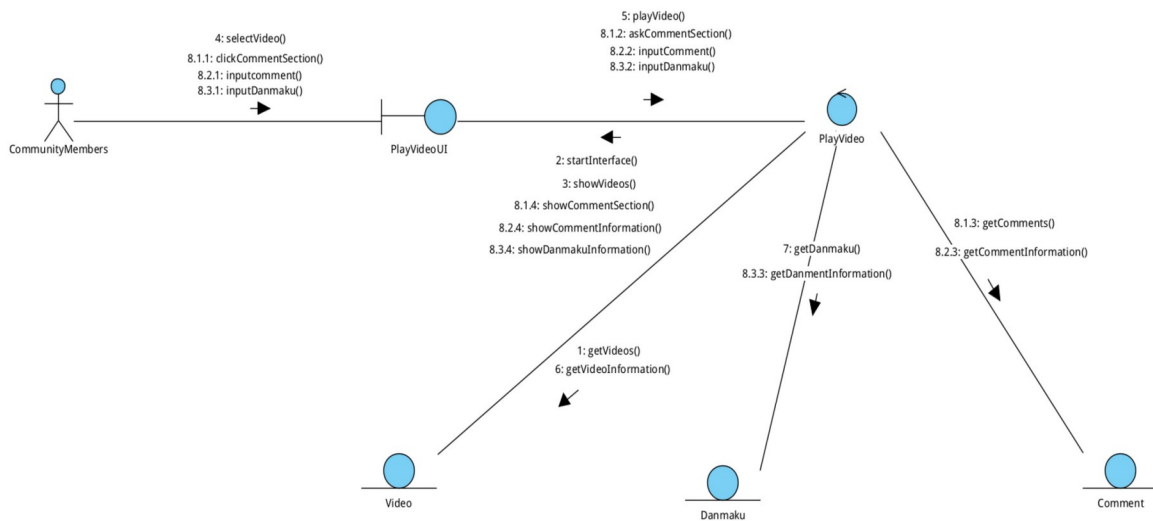 4: selectVideo()
8.1.1: clickCommentSection()
8.2.1: inputcomment()
8.3.1: inputDanmaku()
5: playVideo()
8.1.2: askCommentSection()
8.2.2: inputComment()
8.3.2: inputDanmaku()
CommunityMembers
PlayVideoUI
PlayVideo
2: startInterface()
3: showVideos()
8.1.4: showCommentSection()
8.2.4: showCommentInformation()
8.3.4: showDanmakuInformation()
7: getDanmaku()
8.3.3: getDanmentInformation()
8.1.3: getComments()
8.2.3: getCommentInformation()
1: getVideos()
6: getVideoInformation()
Video
Danmaku
Comment